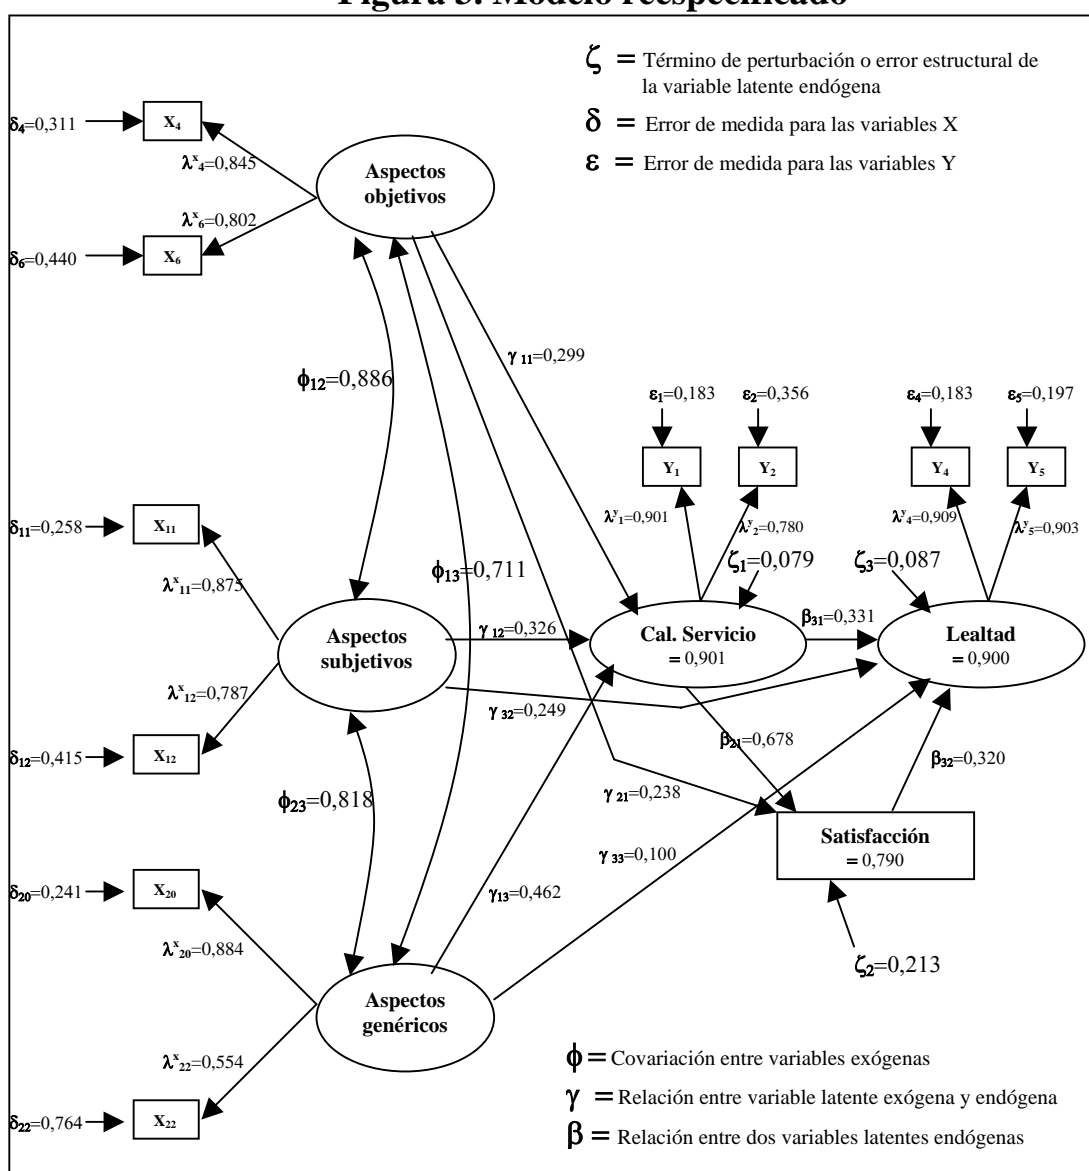 Figura 3. Modelo reespecificado
ζ = Término de perturbación o error estructural de
la variable latente endógena
δ = Error de medida para las variables X
ε = Error de medida para las variables Y
δ4=0,311
X4
λx4=0,845
Aspectos
objetivos
λx6=0,802
δ6=0,440
X6
γ 11=0,299
ϕ12=0,886
ε1=0,183
ε2=0,356
ε4=0,183
ε5=0,197
Y1
Y2
Y4
Y5
λy1=0,901
λy2=0,780
λy4=0,909
λy5=0,903
δ11=0,258
X11
λx11=0,875
ϕ13=0,711
ζ1=0,079
ζ3=0,087
Aspectos
subjetivos
γ 12=0,326
Cal. Servicio
= 0,901
β31=0,331
Lealtad
= 0,900
λx12=0,787
γ 32=0,249
δ12=0,415
X12
β21=0,678
β32=0,320
ϕ23=0,818
γ 21=0,238
Satisfacción
= 0,790
γ 33=0,100
δ20=0,241
X20
γ13=0,462
λx20=0,884
ζ2=0,213
Aspectos
genéricos
λx22=0,554
δ22=0,764
X22
ϕ = Covariación entre variables exógenas
γ = Relación entre variable latente exógena y endógena
β = Relación entre dos variables latentes endógenas